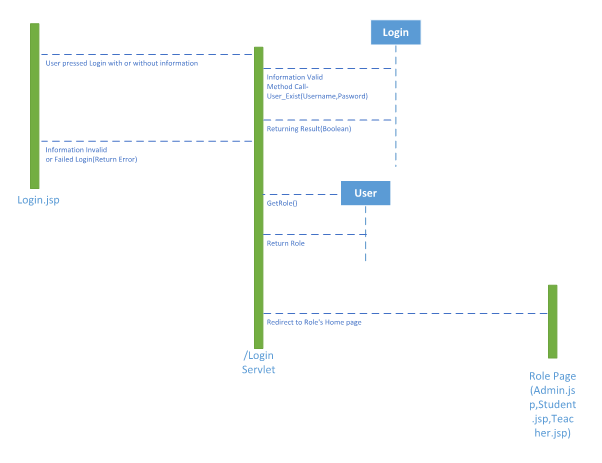 Login
User pressed Login with or without information
Information Valid
Method Call-
User_Exist(Username,Pasword)
Returning Result(Boolean)
Information Invalid
or Failed Login(Return Error)
Login.jsp
User
GetRole()
Return Role
Redirect to Role's Home page
/Login
Servlet
Role Page
(Admin.js
p,Student
.jsp,Teac
her.jsp)